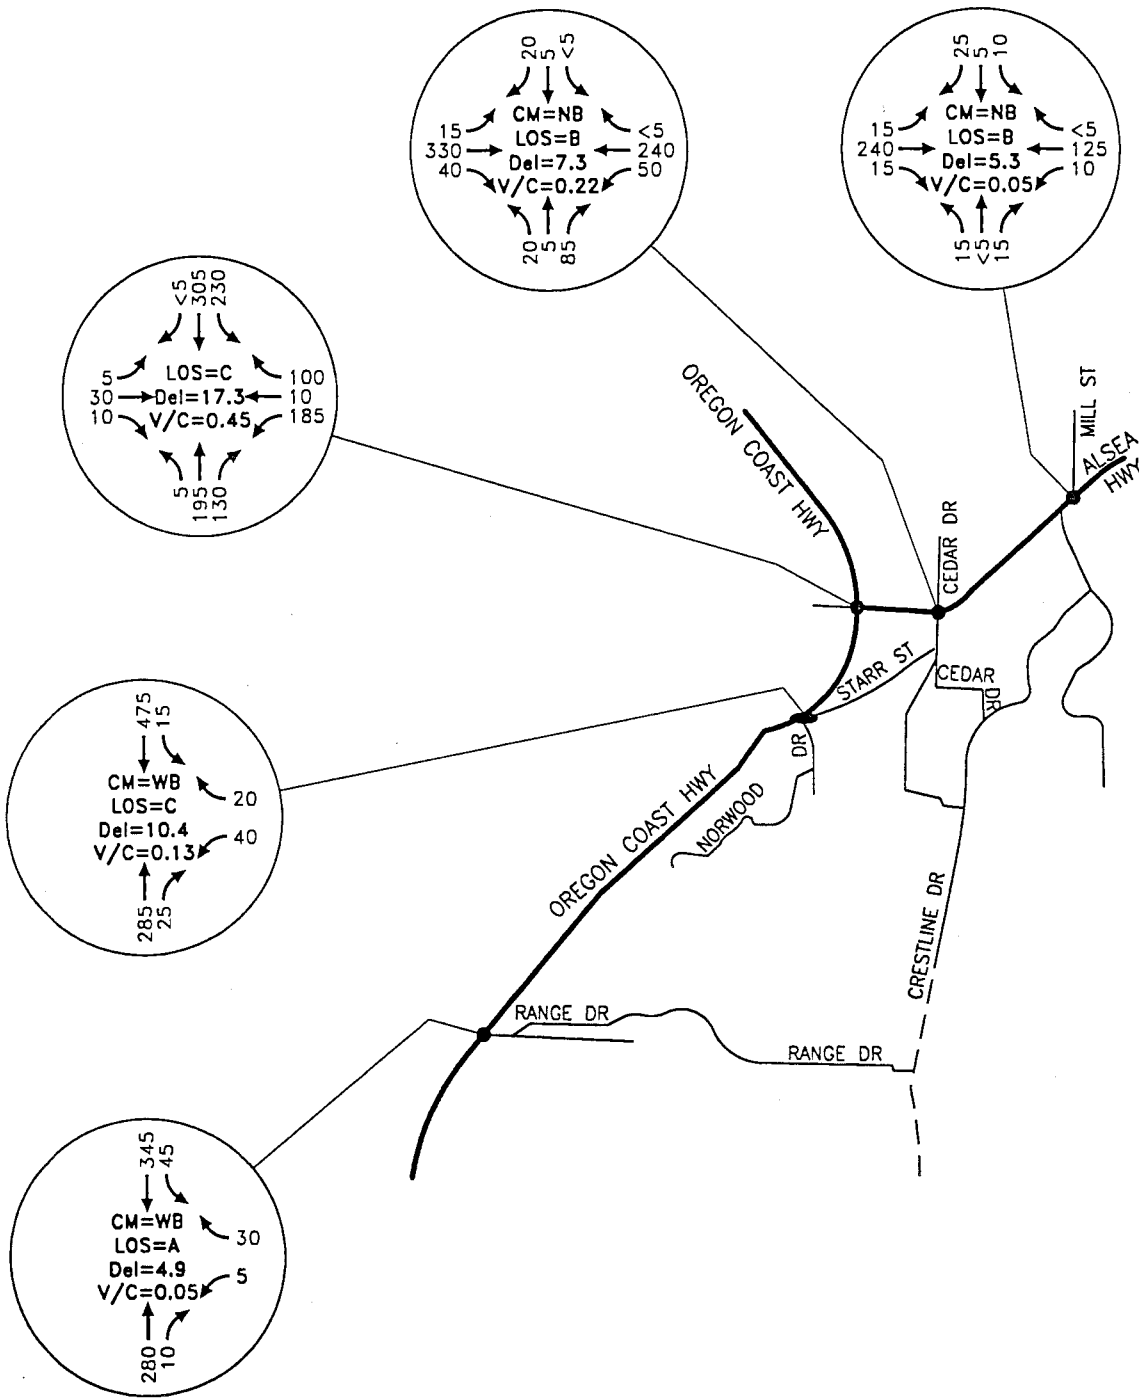 20
5
<5
15
330
40
CM=NB
LOS=B
Del=7.3
V/C=0.22
<5
240
50
20
5
85
25
5
10
15
240
15
CM=NB
LOS=B
Del=5.3
V/C=0.05
<5
125
10
15
<5
15
<5
305
230
5
30
10
LOS=C
Del=17.3
V/C=0.45
100
10
185
5
195
130
OREGON COAST HWY
MILL ST
ALSEA
HWY
CEDAR DR
STARR ST
CEDAR
DR
475
15
CM=WB
LOS=C
Del=10.4
V/C=0.13
20
40
285
25
NORWOOD
DR
OREGON COAST HWY
CRESTLINE DR
RANGE DR
RANGE DR
345
45
CM=WB
LOS=A
Del=4.9
V/C=0.05
30
5
280
10